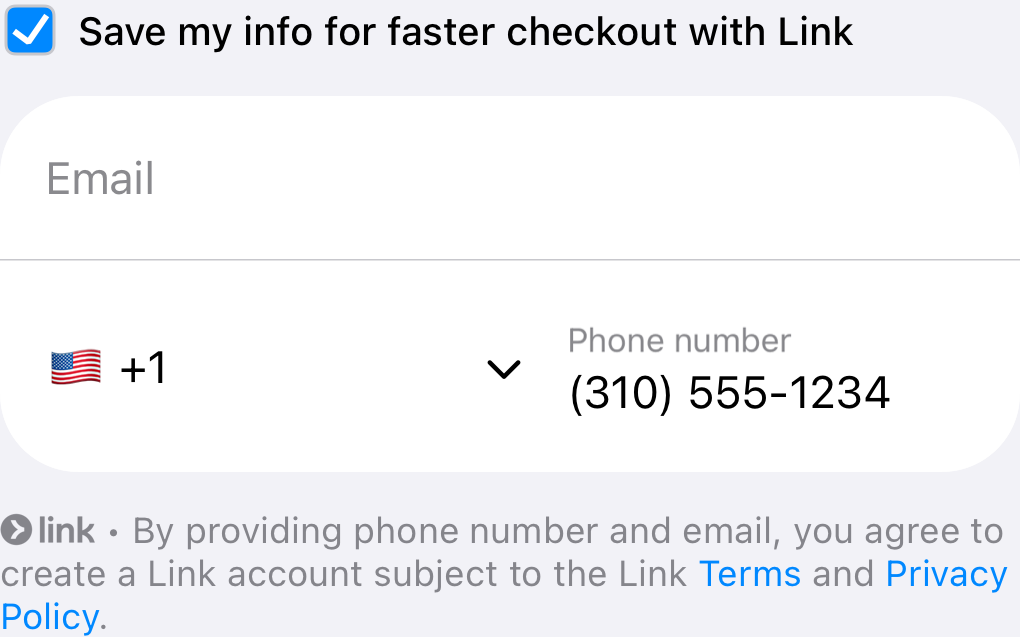 Save my info for faster checkout with Link
Email
+1
Phone number
(310) 555-1234
link • By providing phone number and email, you agree to
create a Link account subject to the Link Terms and Privacy
Policy.